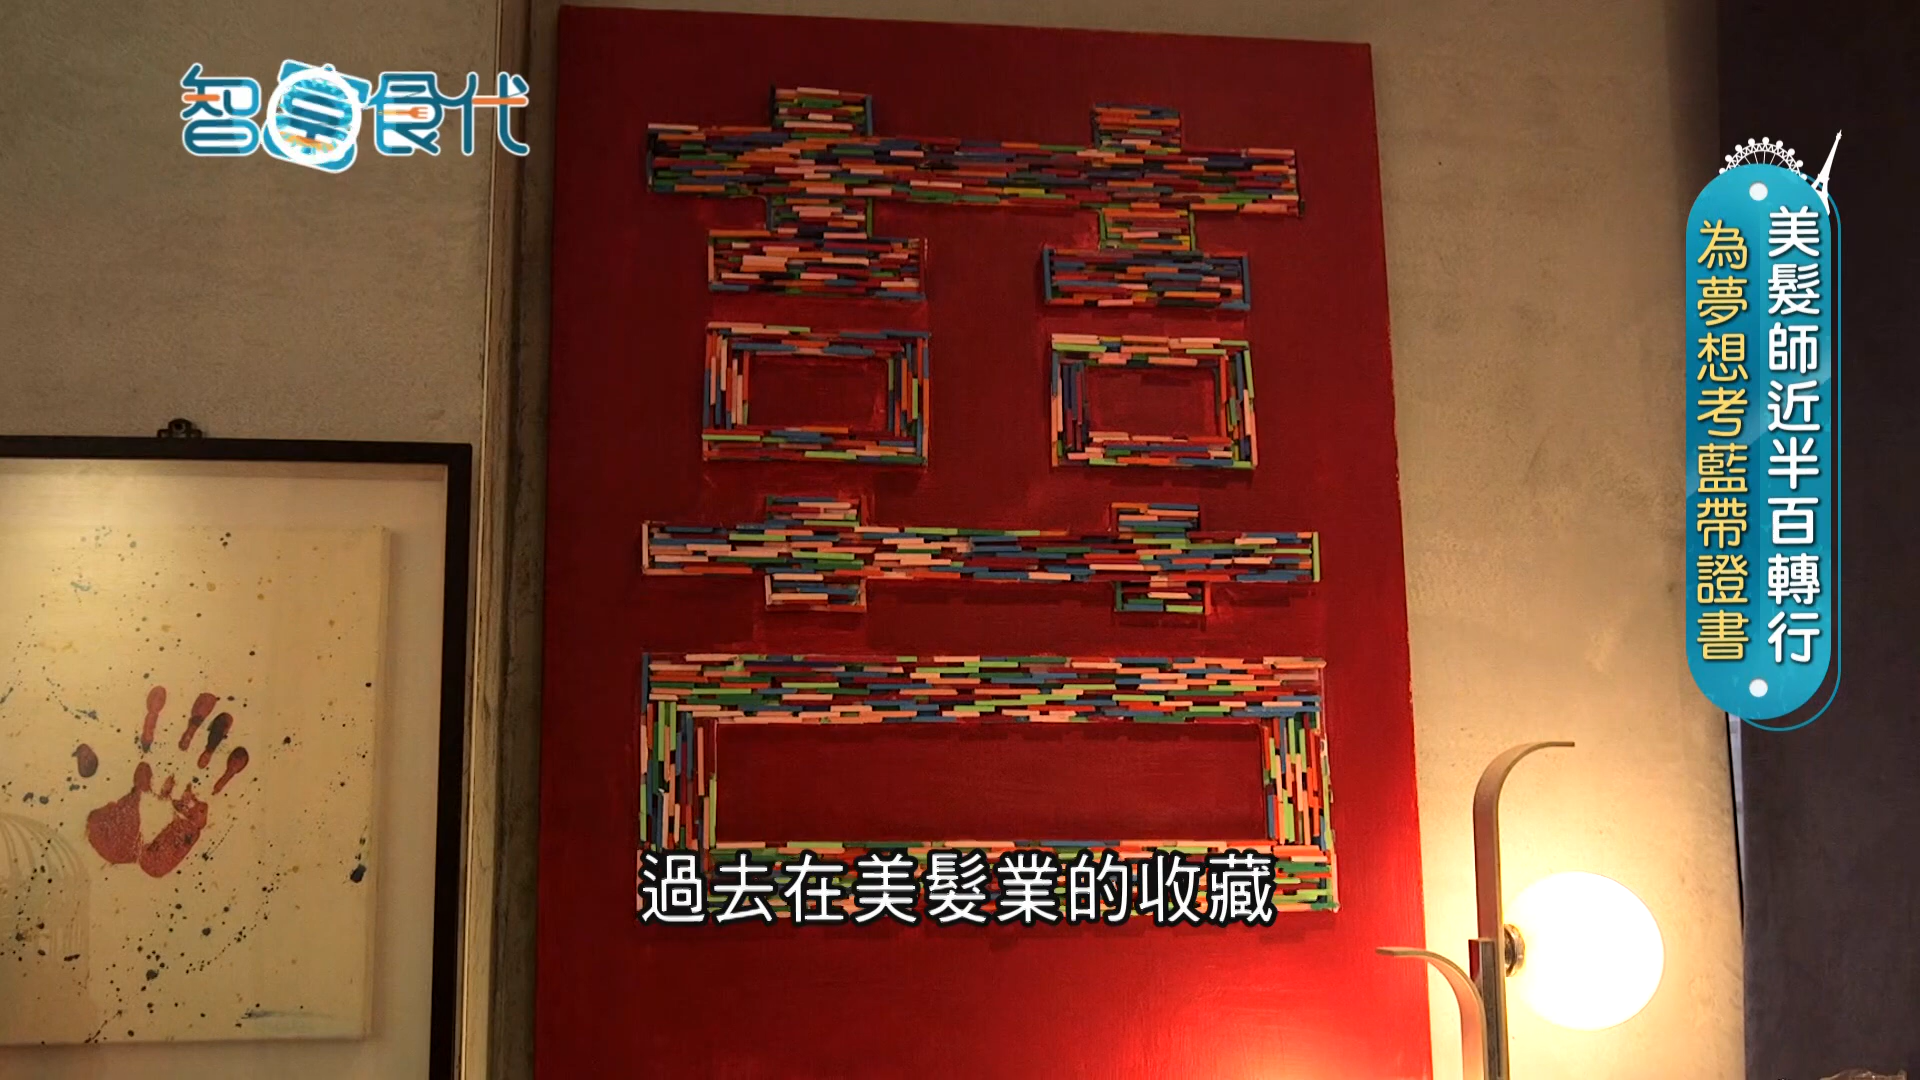 智享食代
美髮師近半百轉行
為夢想考藍帶證書
囍
過去在美髮業的收藏